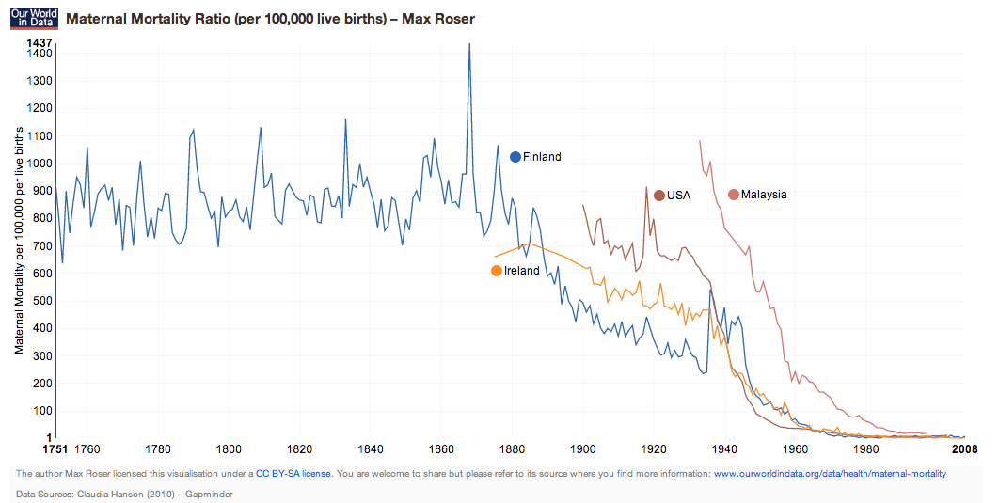 Our World
in Data
Maternal Mortality Ratio (per 100,000 live births) – Max Roser
Maternal Mortality per 100,000 per live births
1437
1400
1300
1200
1100
1000
900
800
700
600
500
400
300
200
100
1
Finland
USA
Malaysia
Ireland
1751 1760 1780 1800 1820 1840 1860 1880 1900 1920 1940 1960 1980 2008
The author Max Roser licensed this visualisation under a CC BY-SA license. You are welcome to share but please refer to its source where you find more information: www.ourworldindata.org/data/health/maternal-mortality
Data Sources: Claudia Hanson (2010) – Gapminder